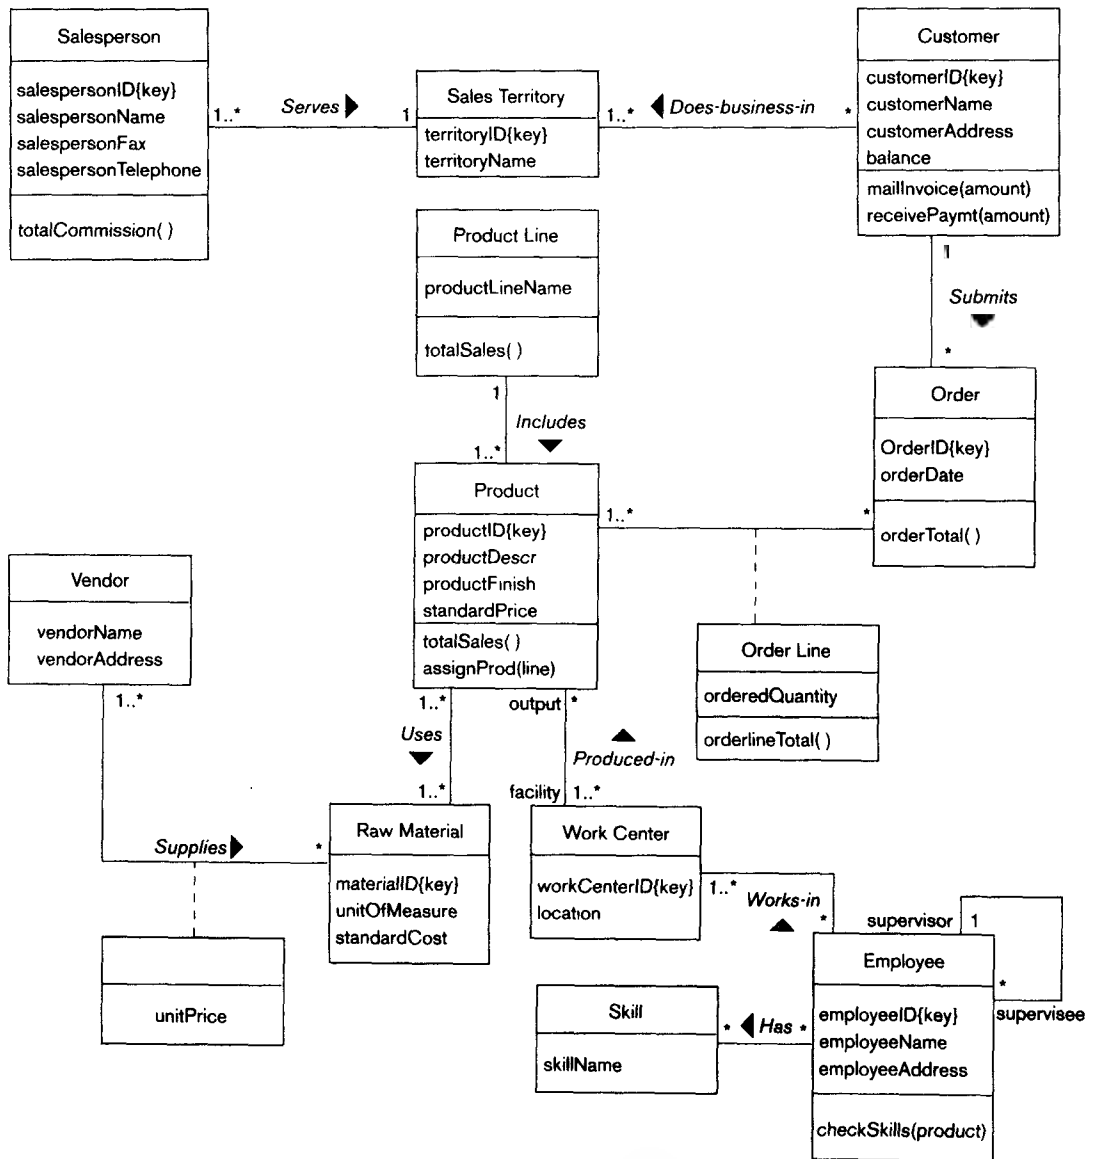 Salesperson
salespersonID{key}
salespersonName
salespersonFax
salespersonTelephone
totalCommission( )
1..*
Serves
1
Sales Territory
territoryID{key}
territoryName
1..*
Does-business-in
*
Customer
customerID{key}
customerName
customerAddress
balance
mailInvoice(amount)
receivePaymt(amount)
1
Submits
*
Product Line
productLineName
totalSales( )
1
Includes
1..*
Order
OrderID{key}
orderDate
orderTotal( )
Product
productID{key}
productDescr
productFinish
standardPrice
totalSales( )
assignProd(line)
1..*
*
Order Line
orderedQuantity
orderlineTotal( )
Vendor
vendorName
vendorAddress
1..*
Supplies
*
unitPrice
1..*
Uses
1..*
output
*
Produced-in
facility
1..*
Raw Material
materialID{key}
unitOfMeasure
standardCost
Work Center
workCenterID{key}
location
1..*
Works-in
*
supervisor
1
Employee
employeeID{key}
employeeName
employeeAddress
checkSkills(product)
*
supervisee
Skill
skillName
*
Has
*